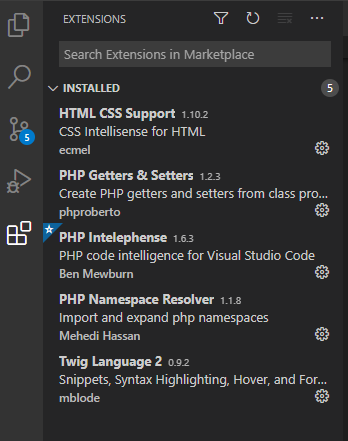 EXTENSIONS
Search Extensions in Marketplace
INSTALLED 5
HTML CSS Support 1.10.2
CSS Intellisense for HTML
ecmel
5
PHP Getters & Setters 1.2.3
Create PHP getters and setters from class pro...
phproberto
PHP Intelephense 1.6.3
PHP code intelligence for Visual Studio Code
Ben Mewburn
PHP Namespace Resolver 1.1.8
Import and expand php namespaces
Mehedi Hassan
Twig Language 2 0.9.2
Snippets, Syntax Highlighting, Hover, and For...
mblode